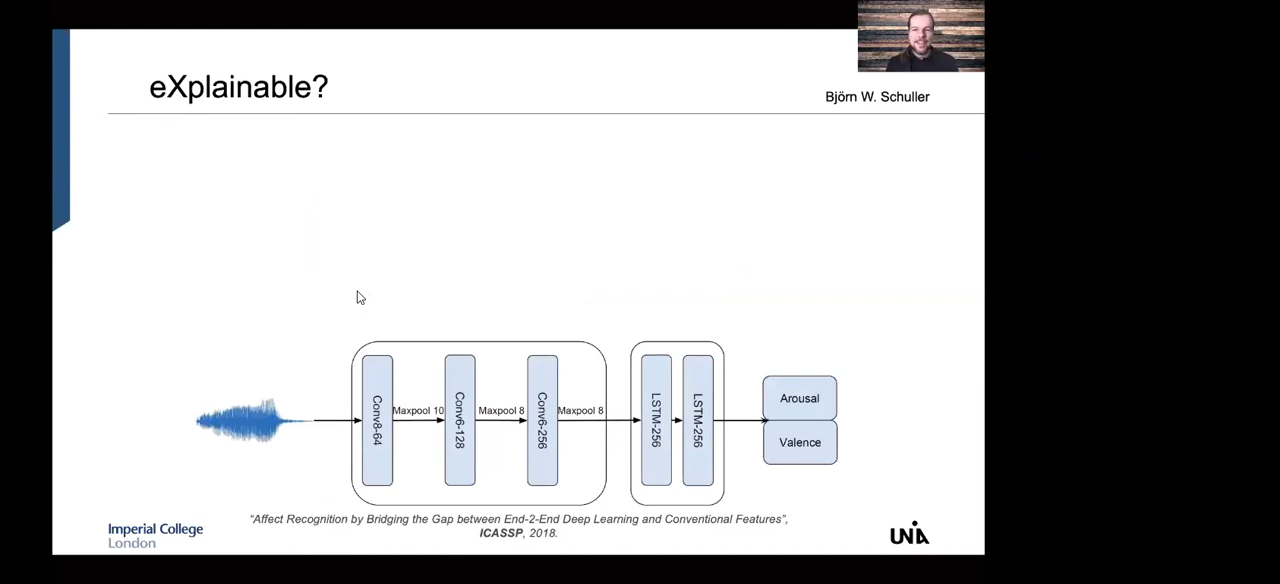 eXplainable?
Björn W. Schuller
Conv8-64
Maxpool 10
Conv6-128
Maxpool 8
Conv6-256
Maxpool 8
LSTM-256
LSTM-256
Arousal
Valence
“Affect Recognition by Bridging the Gap between End-2-End Deep Learning and Conventional Features”,
ICASSP, 2018.
Imperial College
London
UNIA